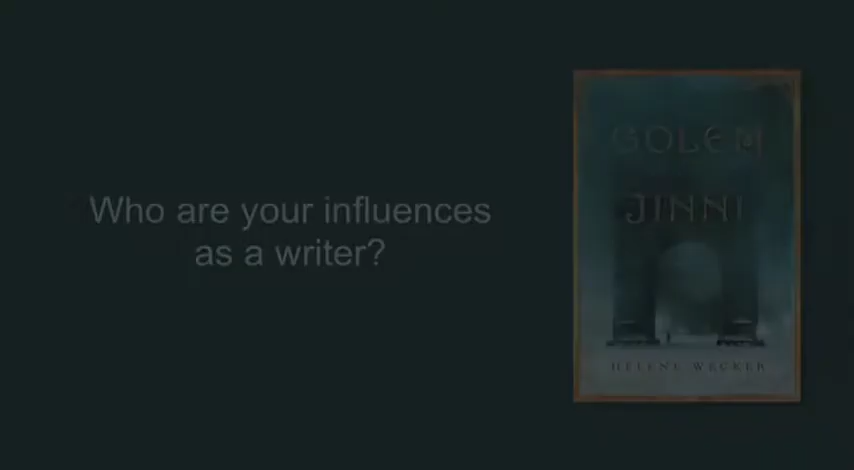 Who are your influences
as a writer?
GOLEM
JINNI
HELENE WECKER